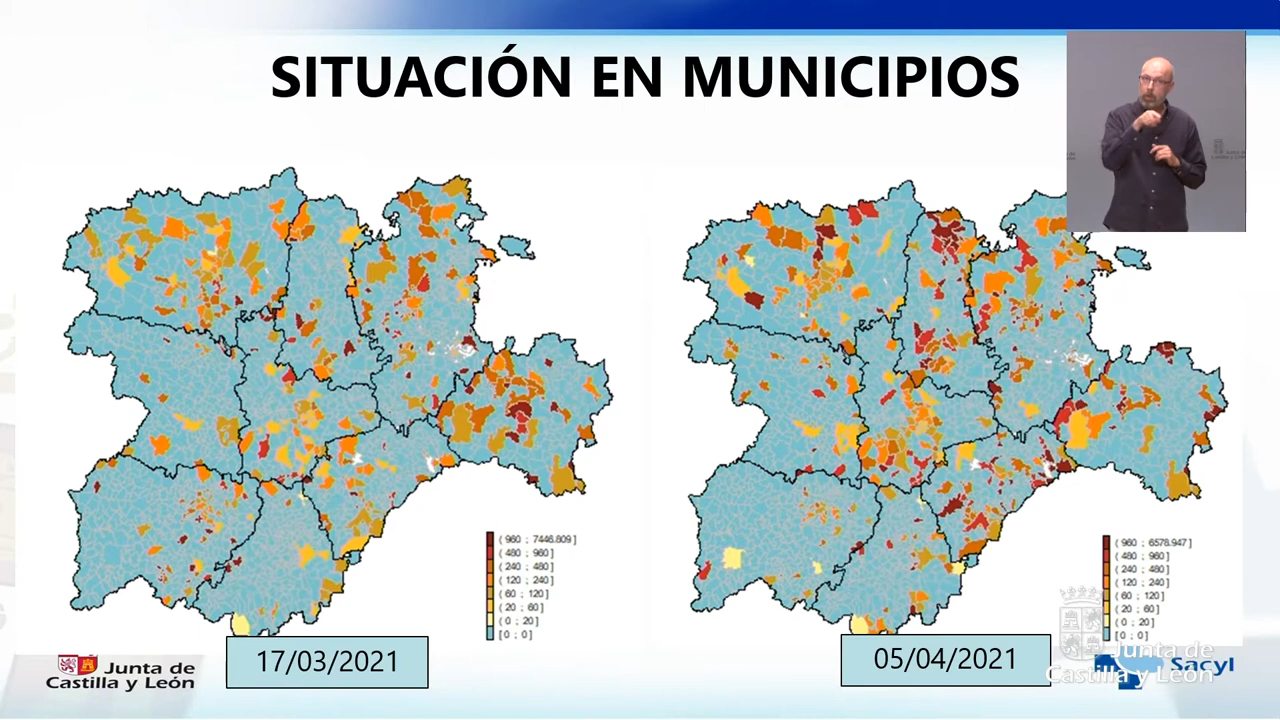 SITUACIÓN EN MUNICIPIOS
( 960 ; 7446.809 ]
( 480 ; 960 ]
( 240 ; 480 ]
( 120 ; 240 ]
( 60 ; 120 ]
( 20 ; 60 ]
( 0 ; 20 ]
[ 0 ; 0 ]
( 960 ; 6578.947 ]
( 480 ; 960 ]
( 240 ; 480 ]
( 120 ; 240 ]
( 60 ; 120 ]
( 20 ; 60 ]
( 0 ; 20 ]
[ 0 ; 0 ]
17/03/2021
05/04/2021
Junta de
Castilla y León
Junta de
Castilla y León
Sacyl